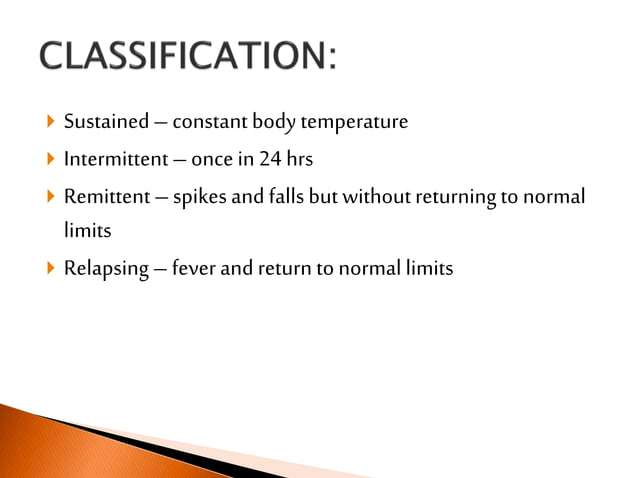 CLASSIFICATION:
Sustained – constant body temperature
Intermittent – once in 24 hrs
Remittent – spikes and falls but without returning to normal
limits
Relapsing – fever and return to normal limits